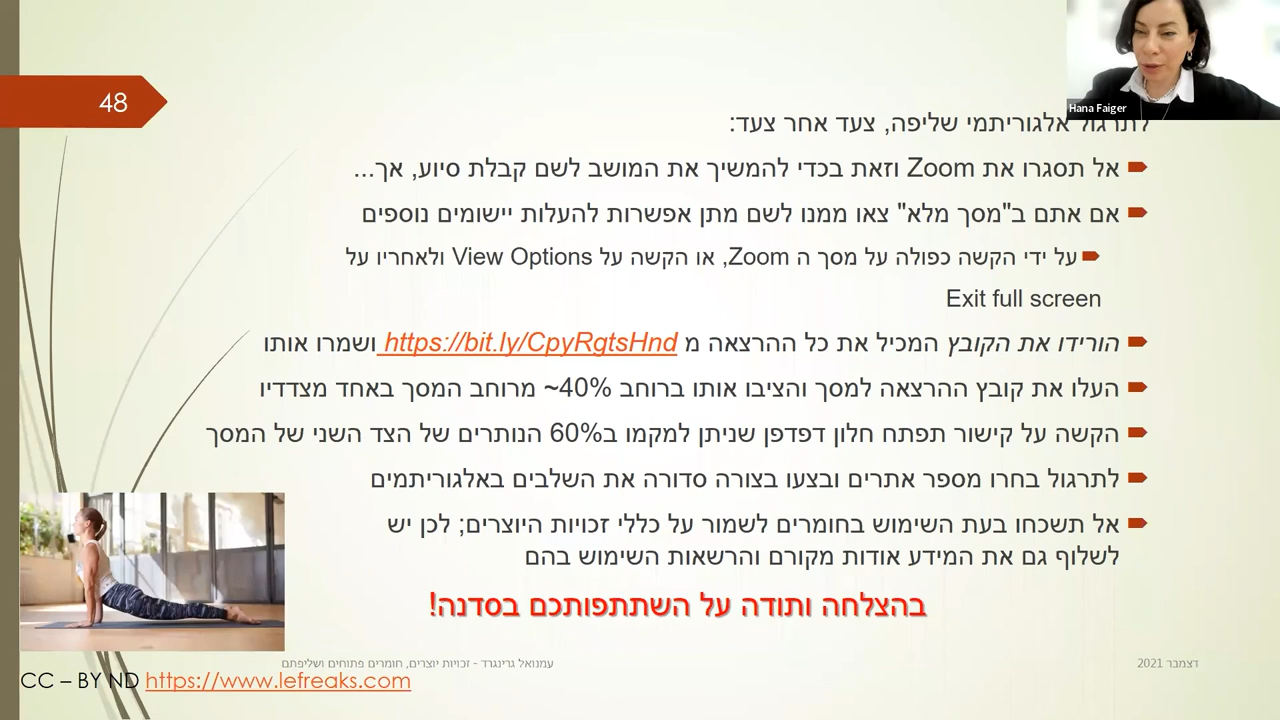 48
Hana Faiger
לתרגול אלגוריתמי שליפה, צעד אחר צעד:
אל תסגרו את Zoom וזאת בכדי להמשיך את המושב לשם קבלת סיוע, אך...
אם אתם ב"מסך מלא" צאו ממנו לשם מתן אפשרות להעלות יישומים נוספים
על ידי הקשה כפולה על מסך ה Zoom, או הקשה על View Options ולאחריו על
Exit full screen
הורידו את הקובץ המכיל את כל ההרצאה מ https://bit.ly/CpyRgtsHnd ושמרו אותו
העלו את קובץ ההרצאה למסך והציבו אותו ברוחב 40%~ מרוחב המסך באחד מצדדיו
הקשה על קישור תפתח חלון דפדפן שניתן למקמו ב60% הנותרים של הצד השני של המסך
לתרגול בחרו מספר אתרים ובצעו בצורה סדורה את השלבים באלגוריתמים
אל תשכחו בעת השימוש בחומרים לשמור על כללי זכויות היוצרים; לכן יש
לשלוף גם את המידע אודות מקורם והרשאות השימוש בהם
בהצלחה ותודה על השתתפותכם בסדנה!
דצמבר 2021
עמנואל גרינגרד - זכויות יוצרים, חומרים פתוחים ושליפתם
CC – BY ND https://www.lefreaks.com